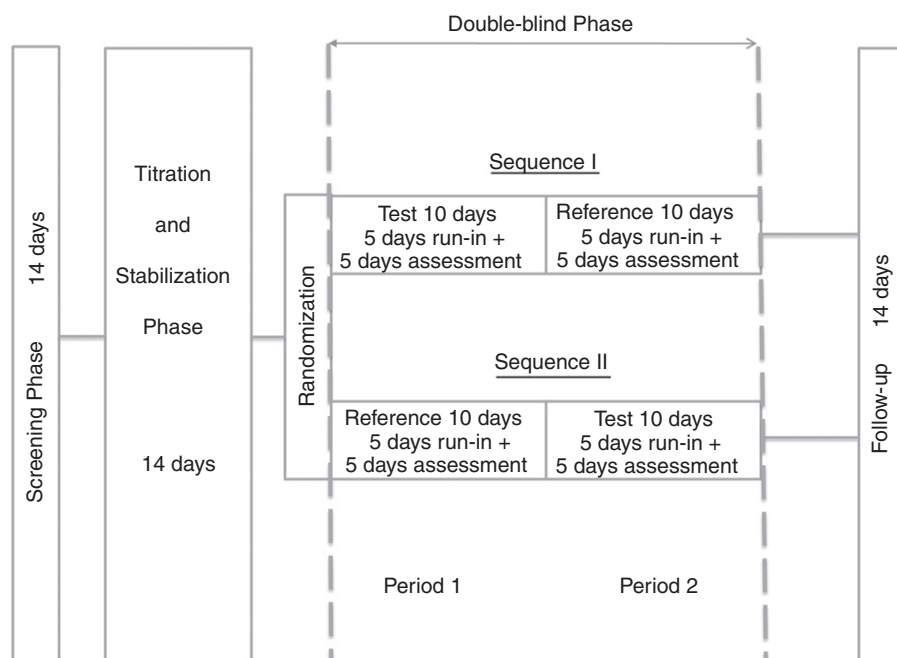 Double-blind Phase
Screening Phase 14 days
Titration
and
Stabilization
Phase
14 days
Randomization
Sequence I
Test 10 days
5 days run-in +
5 days assessment
Reference 10 days
5 days run-in +
5 days assessment
Sequence II
Reference 10 days
5 days run-in +
5 days assessment
Test 10 days
5 days run-in +
5 days assessment
Period 1
Period 2
Follow-up 14 days